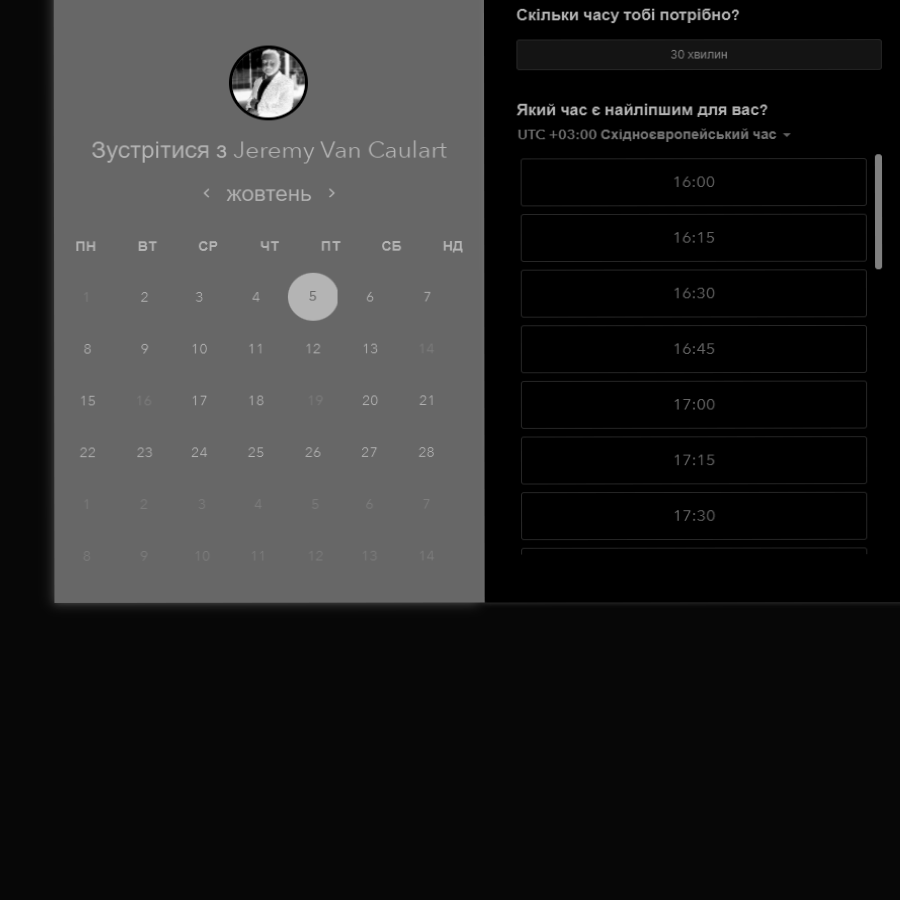 Зустрітися з Jeremy Van Caulart
жовтень
ПН ВТ СР ЧТ ПТ СБ НД
1 2 3 4 5 6 7
8 9 10 11 12 13 14
15 16 17 18 19 20 21
22 23 24 25 26 27 28
1 2 3 4 5 6 7
8 9 10 11 12 13 14
Скільки часу тобі потрібно?
30 хвилин
Який час є найліпшим для вас?
UTC +03:00 Східноєвропейський час
16:00
16:15
16:30
16:45
17:00
17:15
17:30